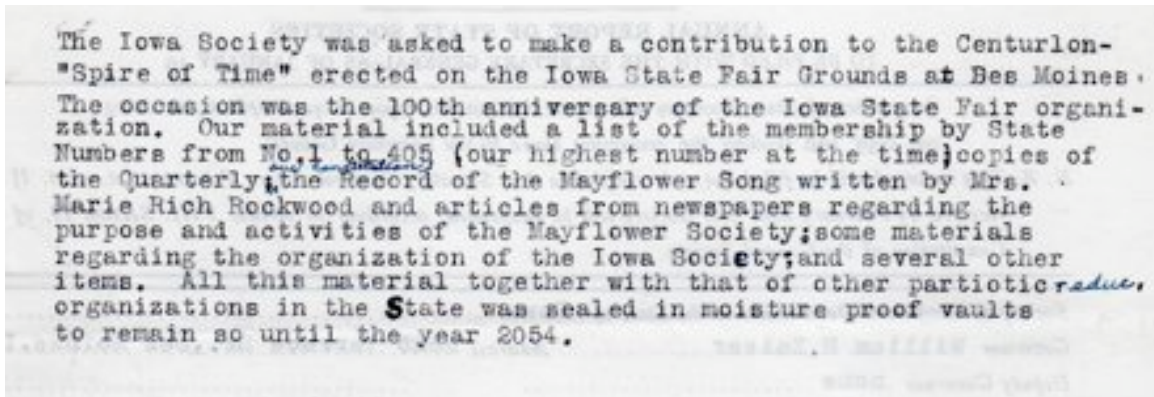 The Iowa Society was asked to make a contribution to the Centurlon-
"Spire of Time" erected on the Iowa State Fair Grounds at Des Moines.
The occasion was the 100th anniversary of the Iowa State Fair organi-
zation. Our material included a list of the membership by State
Numbers from No.1 to 405 (our highest number at the time)copies of
the Quarterly;the Record of the Mayflower Song written by Mrs.
Marie Rich Rockwood and articles from newspapers regarding the
purpose and activities of the Mayflower Society;some materials
regarding the organization of the Iowa Society;and several other
items. All this material together with that of other partiotic
organizations in the State was sealed in moisture proof vaults
to remain so until the year 2054.